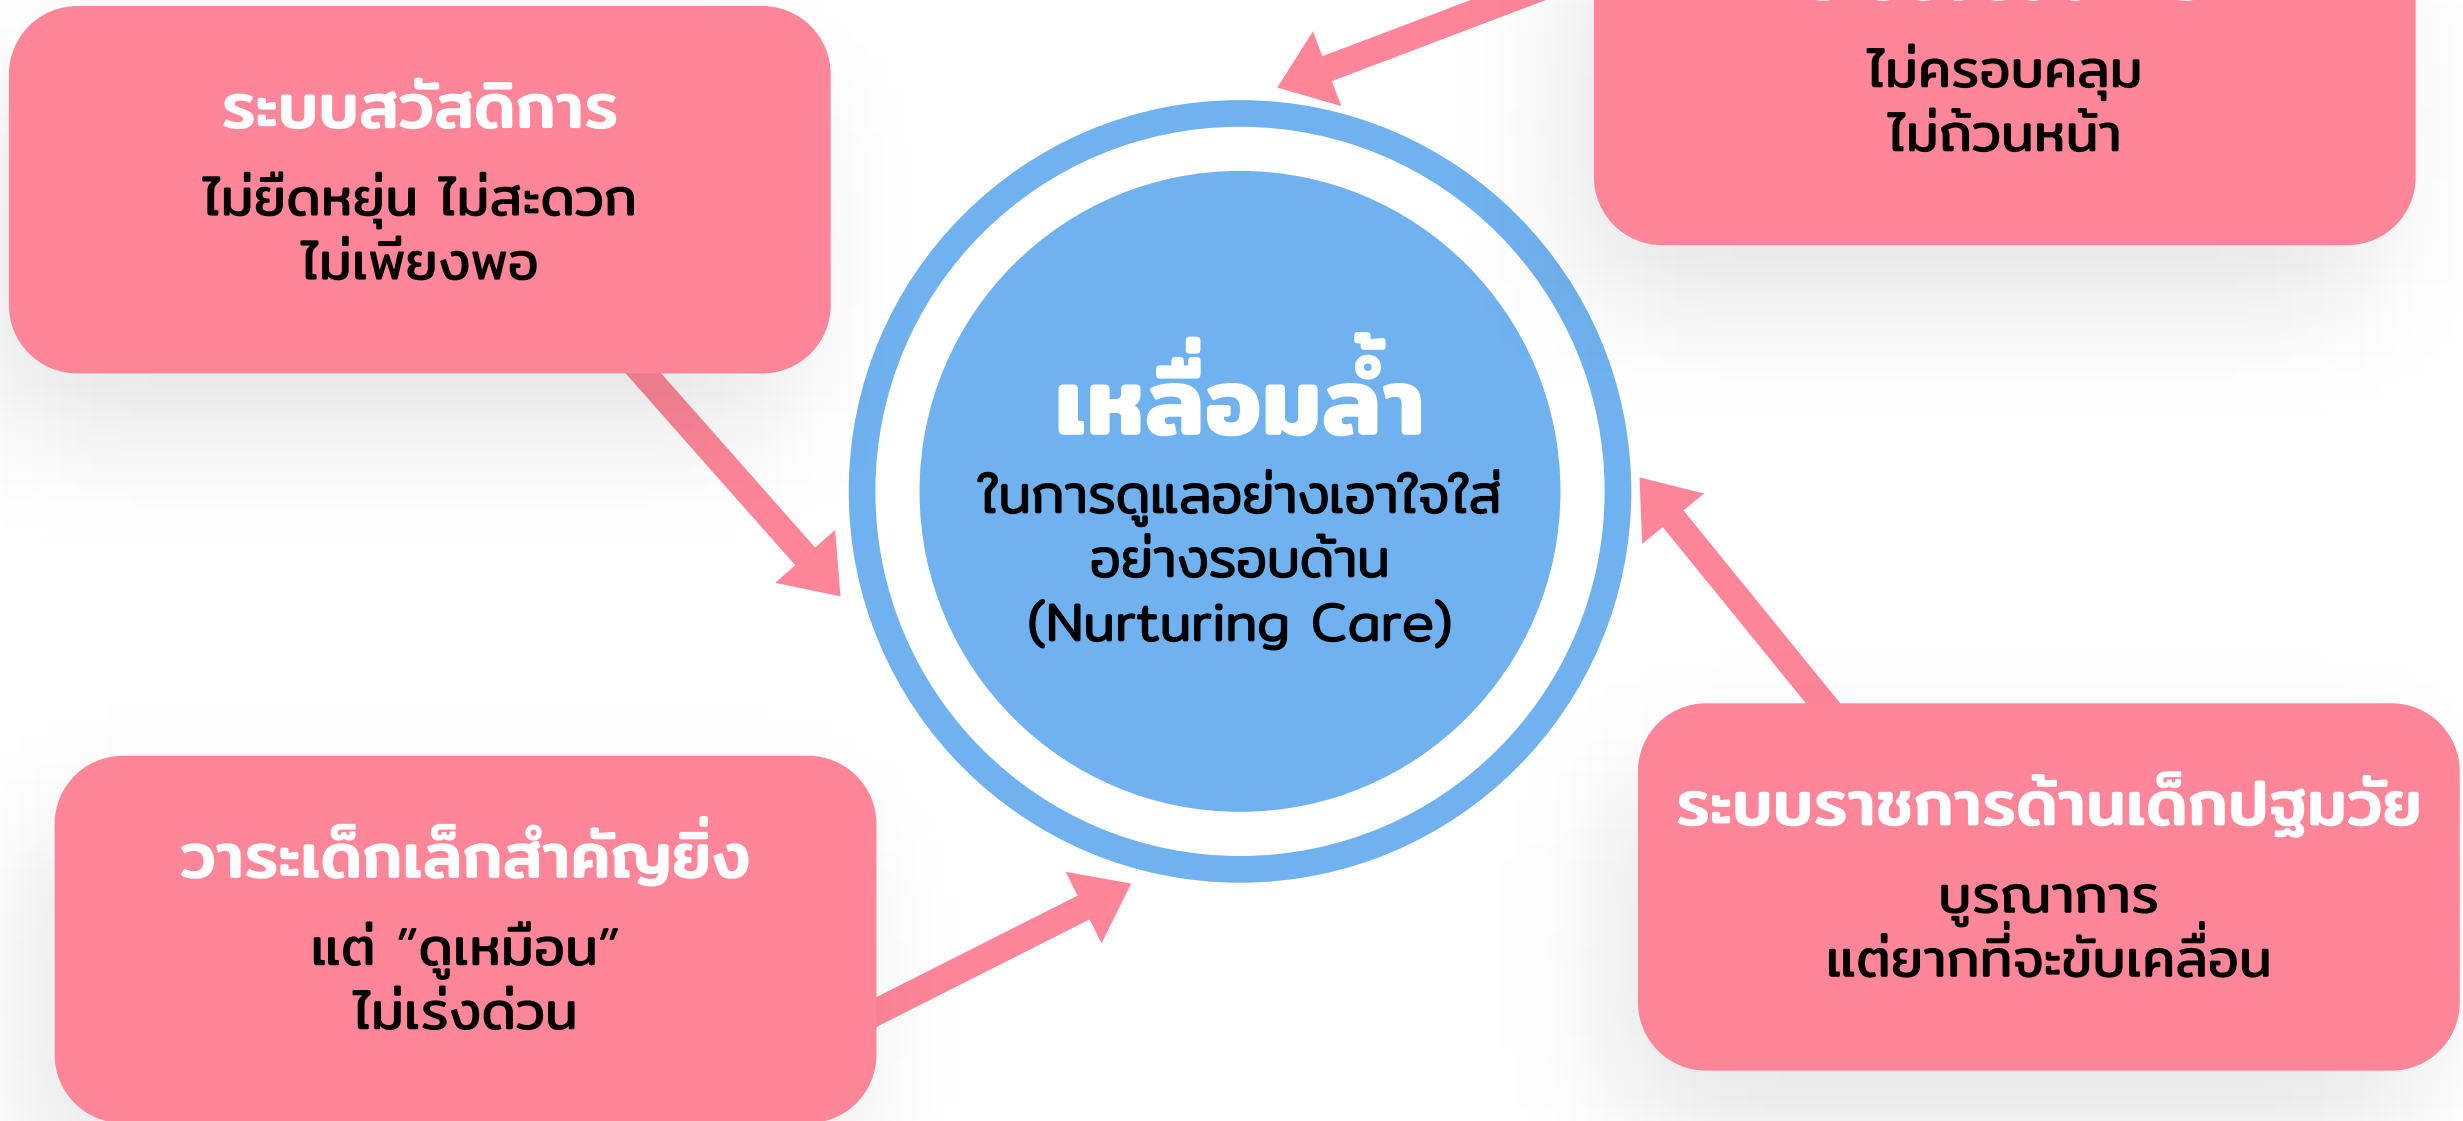 ระบบสวัสดิการ
ไม่ยืดหยุ่น ไม่สะดวก
ไม่เพียงพอ
ไม่ครอบคลุม
ไม่ถ้วนหน้า
เหลื่อมล้ำ
ในการดูแลอย่างเอาใจใส่
อย่างรอบด้าน
(Nurturing Care)
วาระเด็กเล็กสำคัญยิ่ง
แต่ "ดูเหมือน"
ไม่เร่งด่วน
ระบบราชการด้านเด็กปฐมวัย
บูรณาการ
แต่ยากที่จะขับเคลื่อน